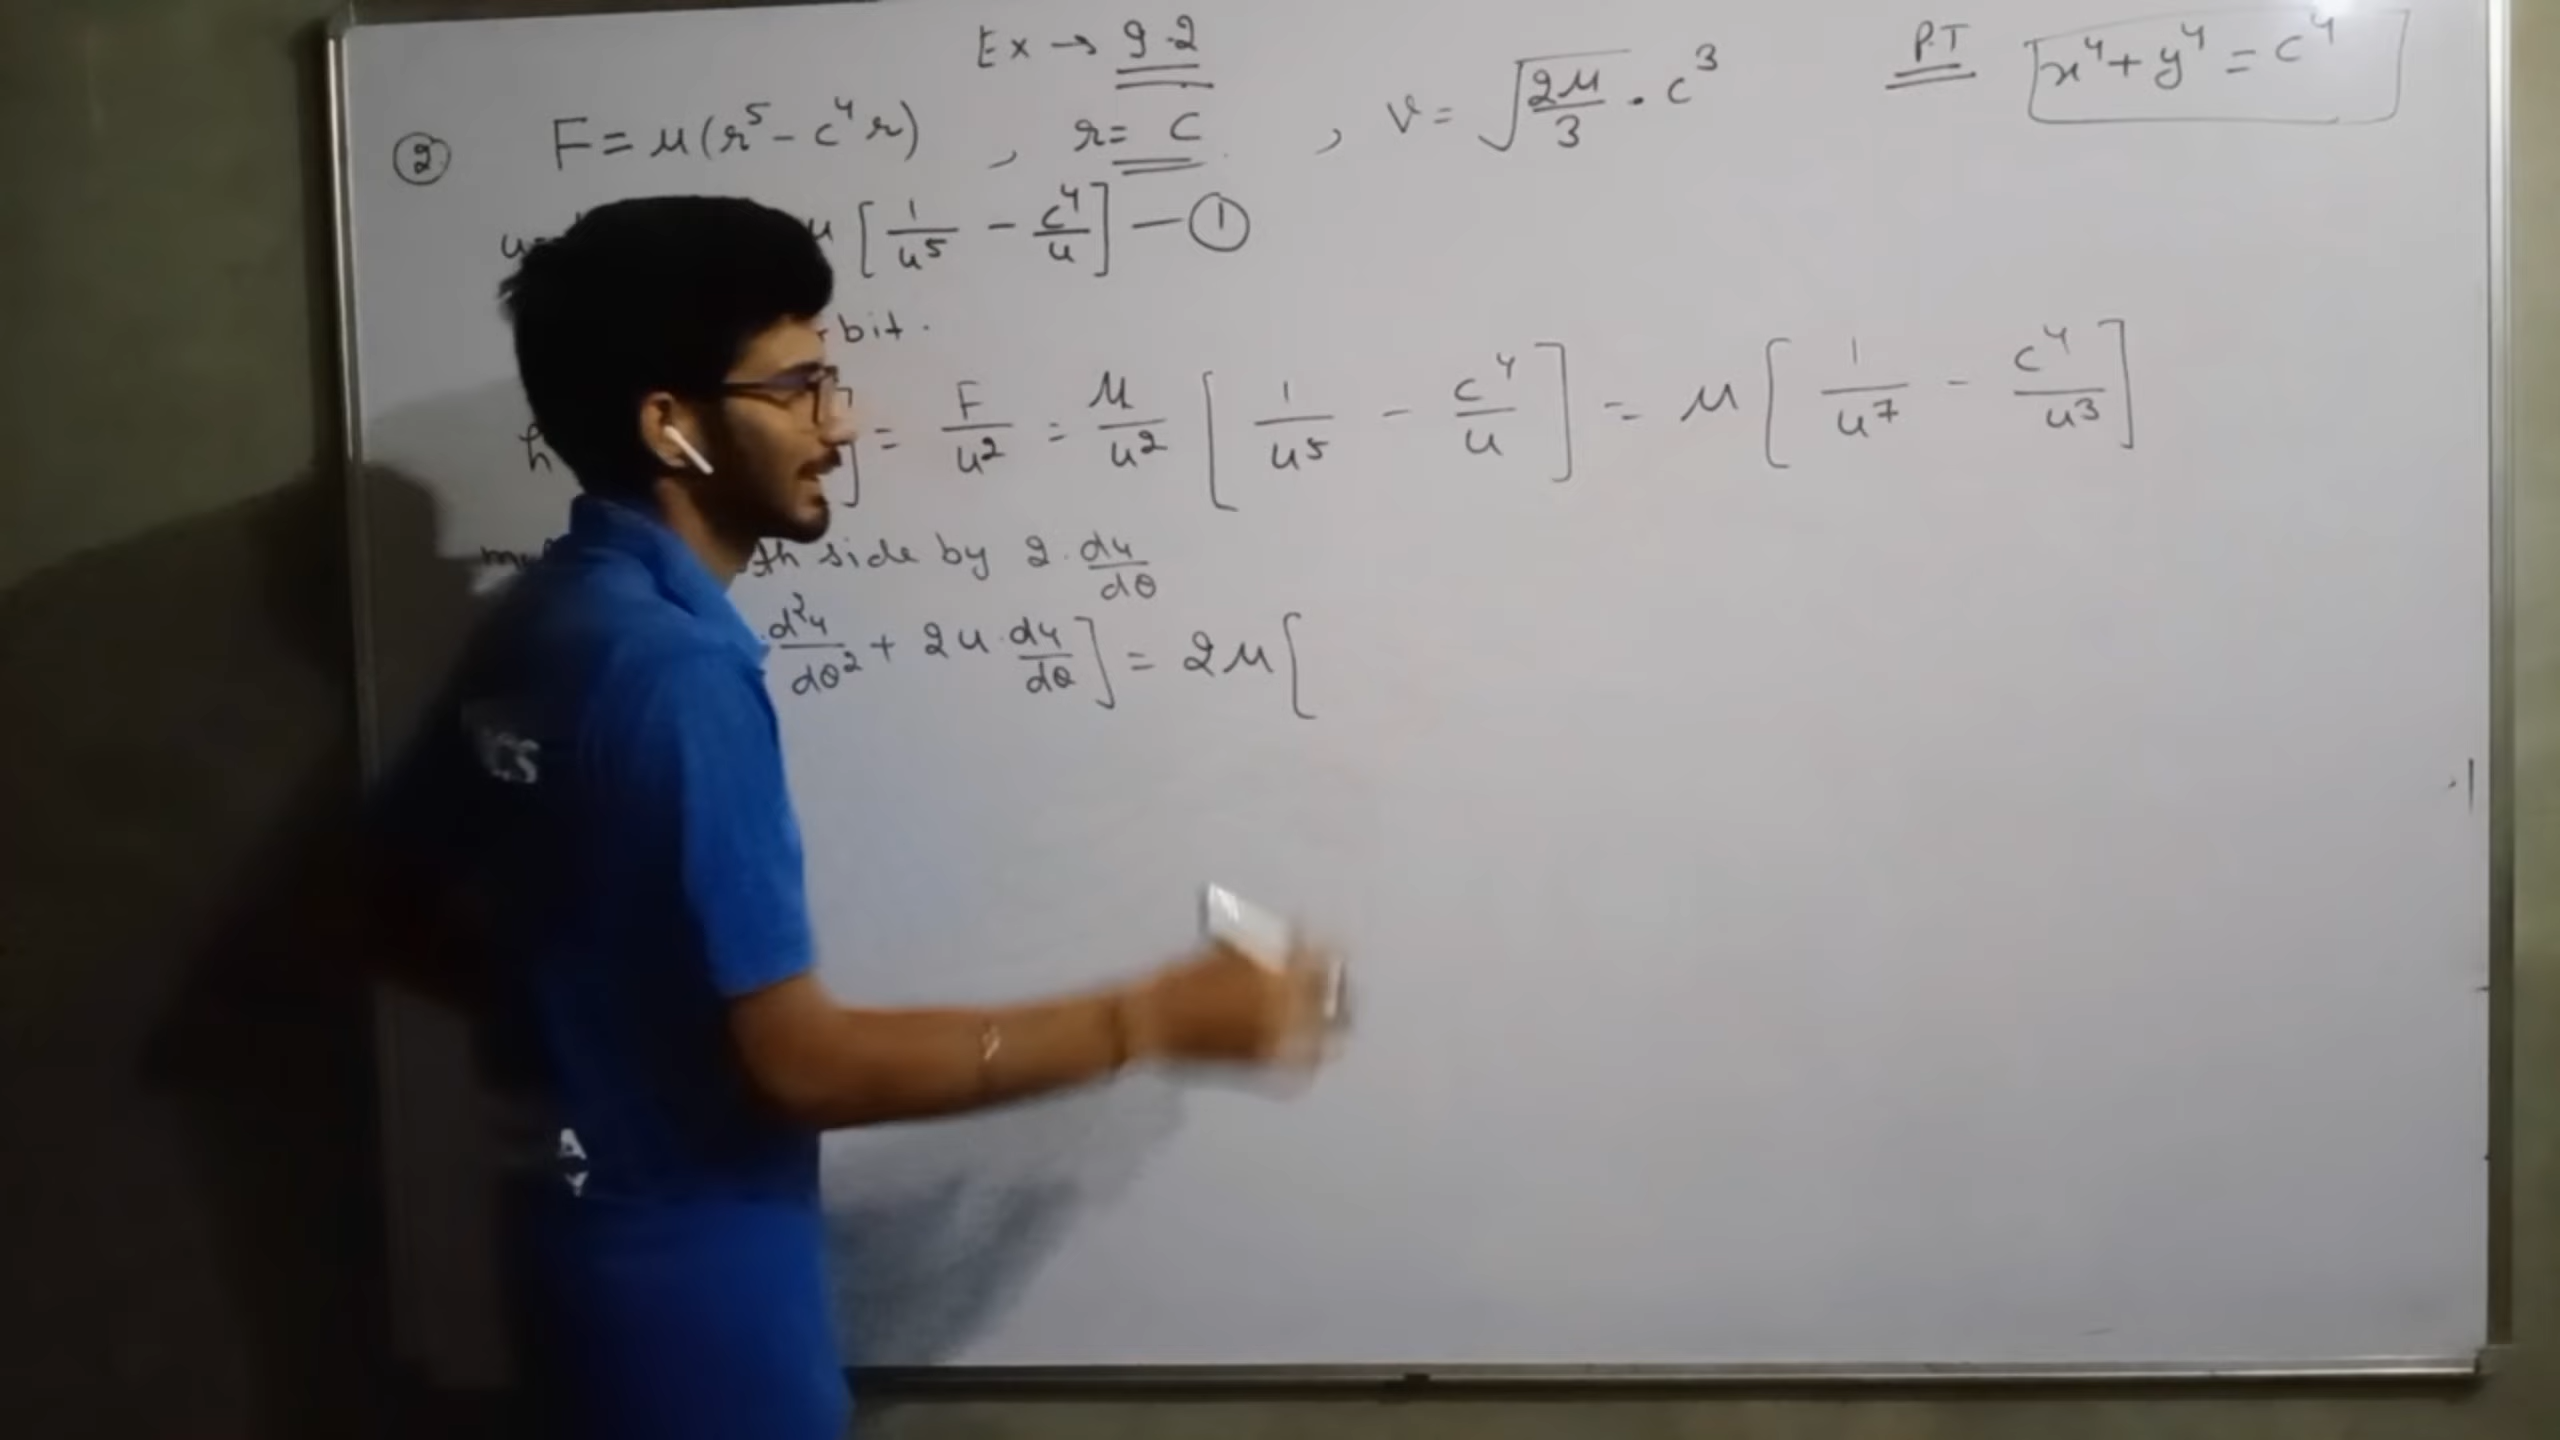 Ex → 9.2
② F = μ(r⁵ - c⁴r) , r = c , v = √(2μ/3) · c³ P.T x⁴ + y⁴ = c⁴
u = μ [1/u⁵ - c⁴/u] — ①
bit.
h ] = F/u² = μ/u² [1/u⁵ - c⁴/u] = μ [1/u⁷ - c⁴/u³]
side by 2 · du/dθ
· d²u/dθ² + 2u · du/dθ] = 2μ [
CS
A
Y